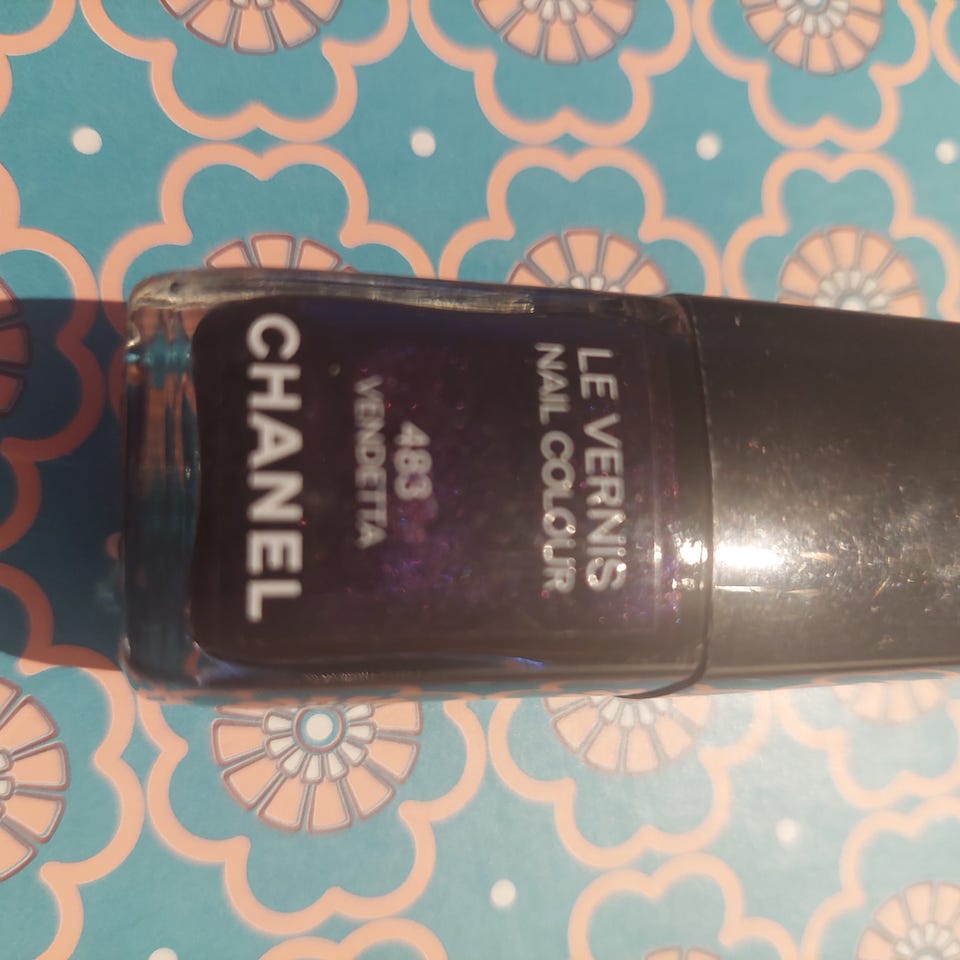 LE VERNIS
NAIL COLOUR
483
VENDETTA
CHANEL